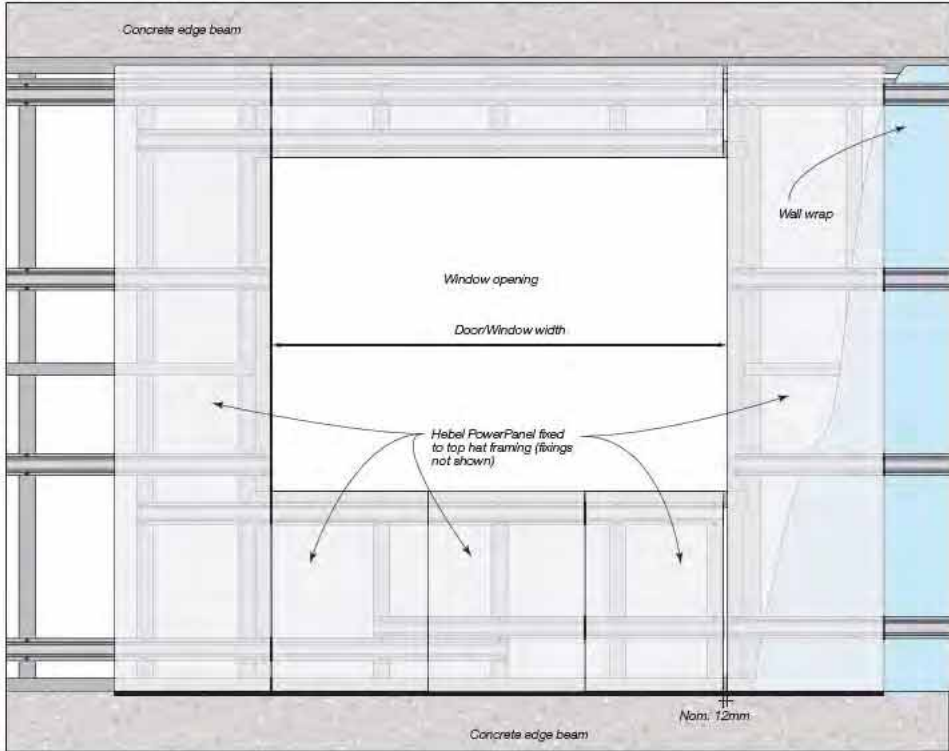 Concrete edge beam
Wall wrap
Window opening
Door/Window width
Hebel PowerPanel fixed
to top hat framing (fixings
not shown)
Nom. 12mm
Concrete edge beam